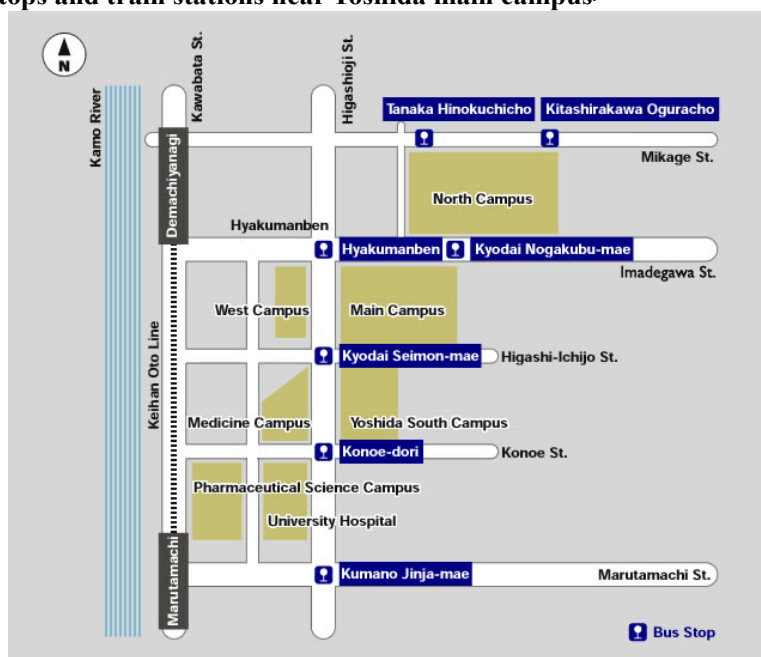 tops and train stations near Yoshida main campus
N
Kamo River
Kawabata St.
Higashioji St.
Tanaka Hinokuchicho
Kitashirakawa Oguracho
Mikage St.
Demachiyanagi
North Campus
Hyakumanben
Hyakumanben
Kyodai Nogakubu-mae
Imadegawa St.
West Campus
Main Campus
Keihan Oto Line
Kyodai Seimon-mae
Higashi-Ichijo St.
Medicine Campus
Yoshida South Campus
Konoe-dori
Konoe St.
Pharmaceutical Science Campus
University Hospital
Marutamachi
Kumano Jinja-mae
Marutamachi St.
Bus Stop